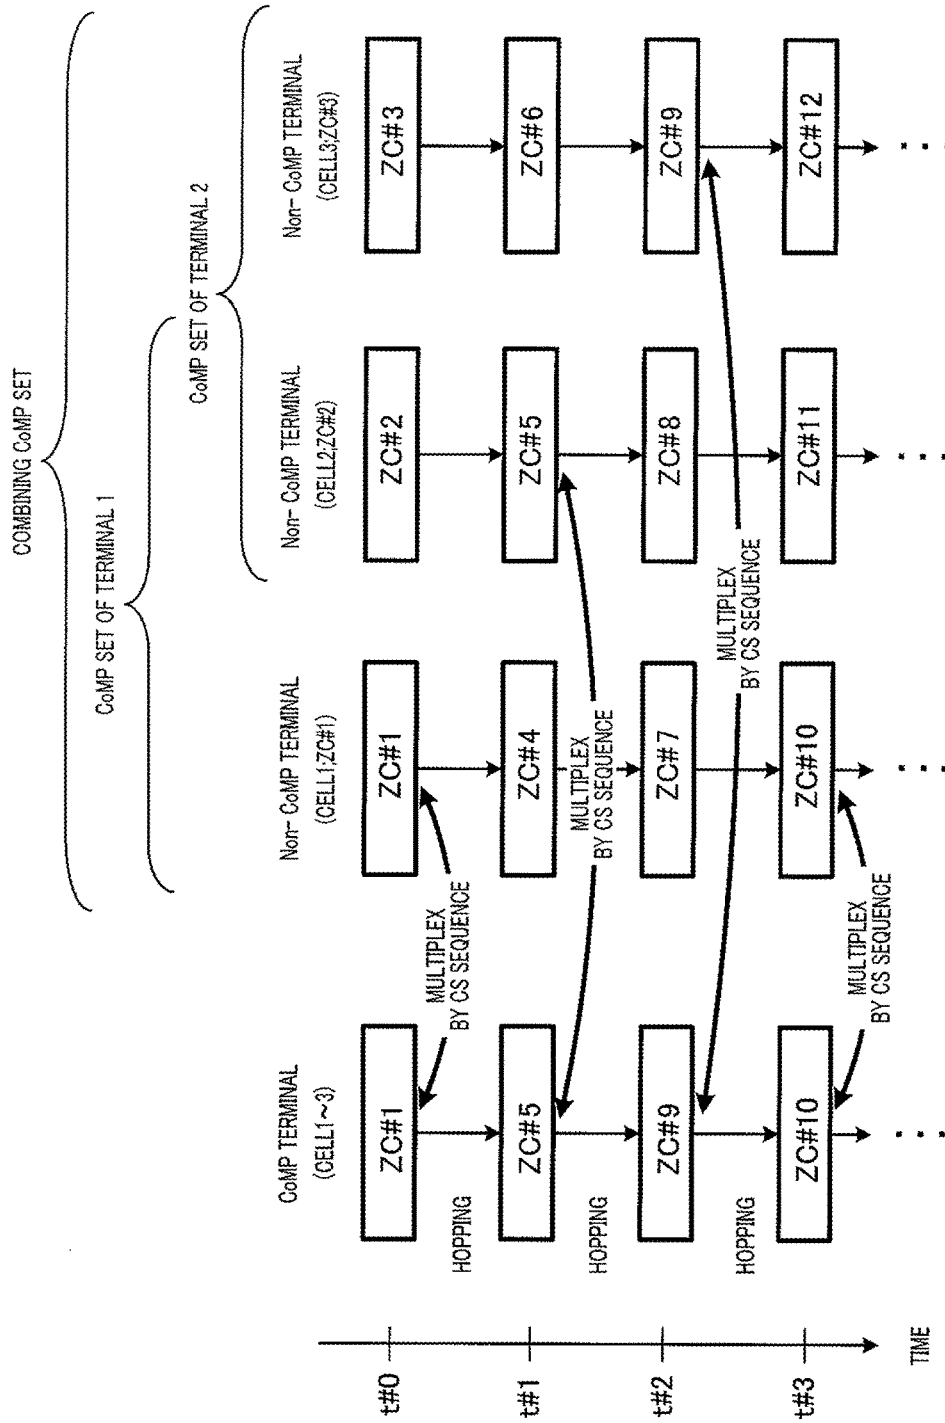 COMBINING CoMP SET
CoMP SET OF TERMINAL 1
CoMP SET OF TERMINAL 2
CoMP TERMINAL
(CELL1~3)
Non- CoMP TERMINAL
(CELL1;ZC#1)
Non- CoMP TERMINAL
(CELL2;ZC#2)
Non- CoMP TERMINAL
(CELL3;ZC#3)
t#0
ZC#1
ZC#1
ZC#2
ZC#3
HOPPING
MULTIPLEX
BY CS SEQUENCE
t#1
ZC#5
ZC#4
ZC#5
ZC#6
HOPPING
MULTIPLEX
BY CS SEQUENCE
t#2
ZC#9
ZC#7
ZC#8
ZC#9
HOPPING
MULTIPLEX
BY CS SEQUENCE
t#3
ZC#10
ZC#10
ZC#11
ZC#12
MULTIPLEX
BY CS SEQUENCE
TIME